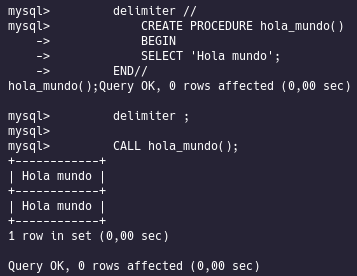 mysql>         delimiter //
mysql>             CREATE PROCEDURE hola_mundo()
    ->             BEGIN
    ->             SELECT 'Hola mundo';
    ->         END//
hola_mundo();Query OK, 0 rows affected (0,00 sec)

mysql>         delimiter ;
mysql>
mysql>         CALL hola_mundo();
+------------+
| Hola mundo |
+------------+
| Hola mundo |
+------------+
1 row in set (0,00 sec)

Query OK, 0 rows affected (0,00 sec)